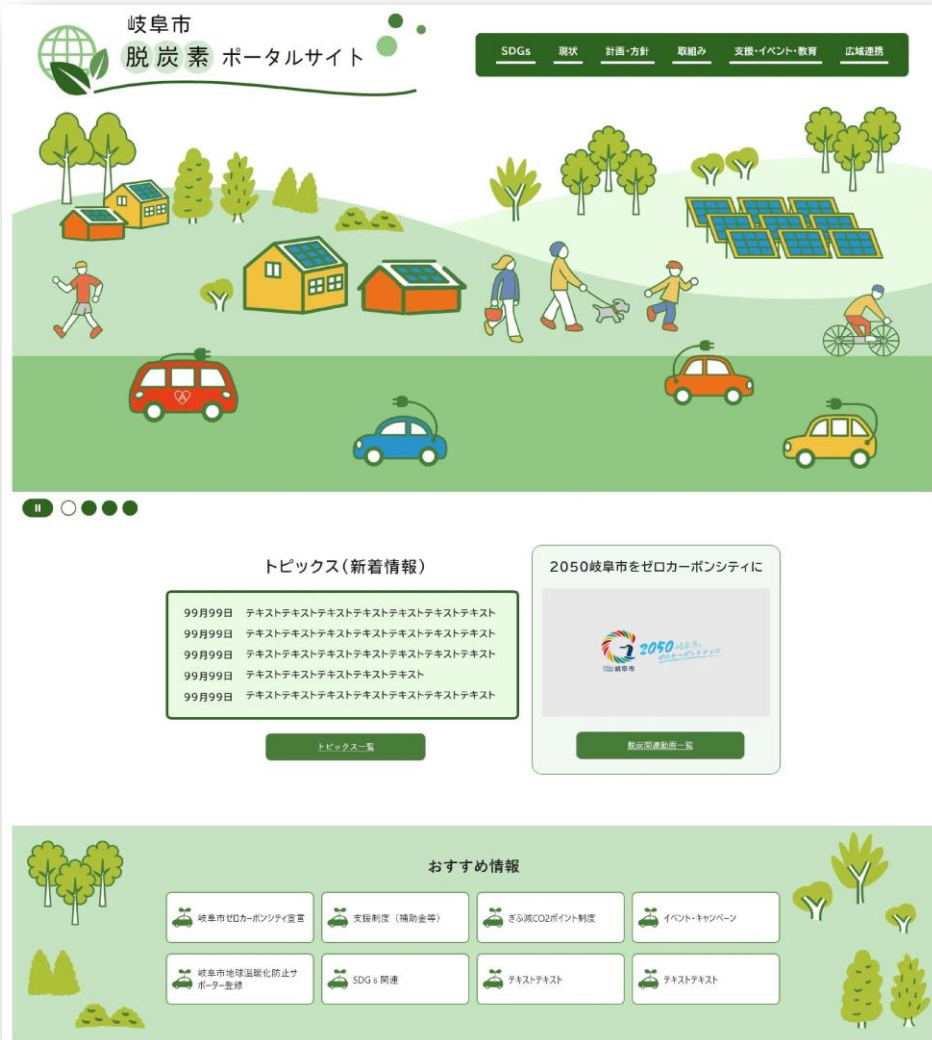 岐阜市
脱炭素 ポータルサイト
SDGs 現状 計画・方針 取組み 支援・イベント・教育 広域連携
トピックス（新着情報）
99月99日 テキストテキストテキストテキストテキストテキストテキスト
99月99日 テキストテキストテキストテキストテキストテキストテキスト
99月99日 テキストテキストテキストテキストテキストテキストテキスト
99月99日 テキストテキストテキストテキストテキスト
99月99日 テキストテキストテキストテキストテキストテキストテキスト
トピックス一覧
2050岐阜市をゼロカーボンシティに
2050 岐阜市を
ゼロカーボンシティに
岐阜市
脱炭関連動画一覧
おすすめ情報
岐阜市ゼロカーボンシティ宣言
支援制度（補助金等）
ぎふ減CO2ポイント制度
イベント・キャンペーン
岐阜市地球温暖化防止サ
ポーター登録
SDGs関連
テキストテキスト
テキストテキスト